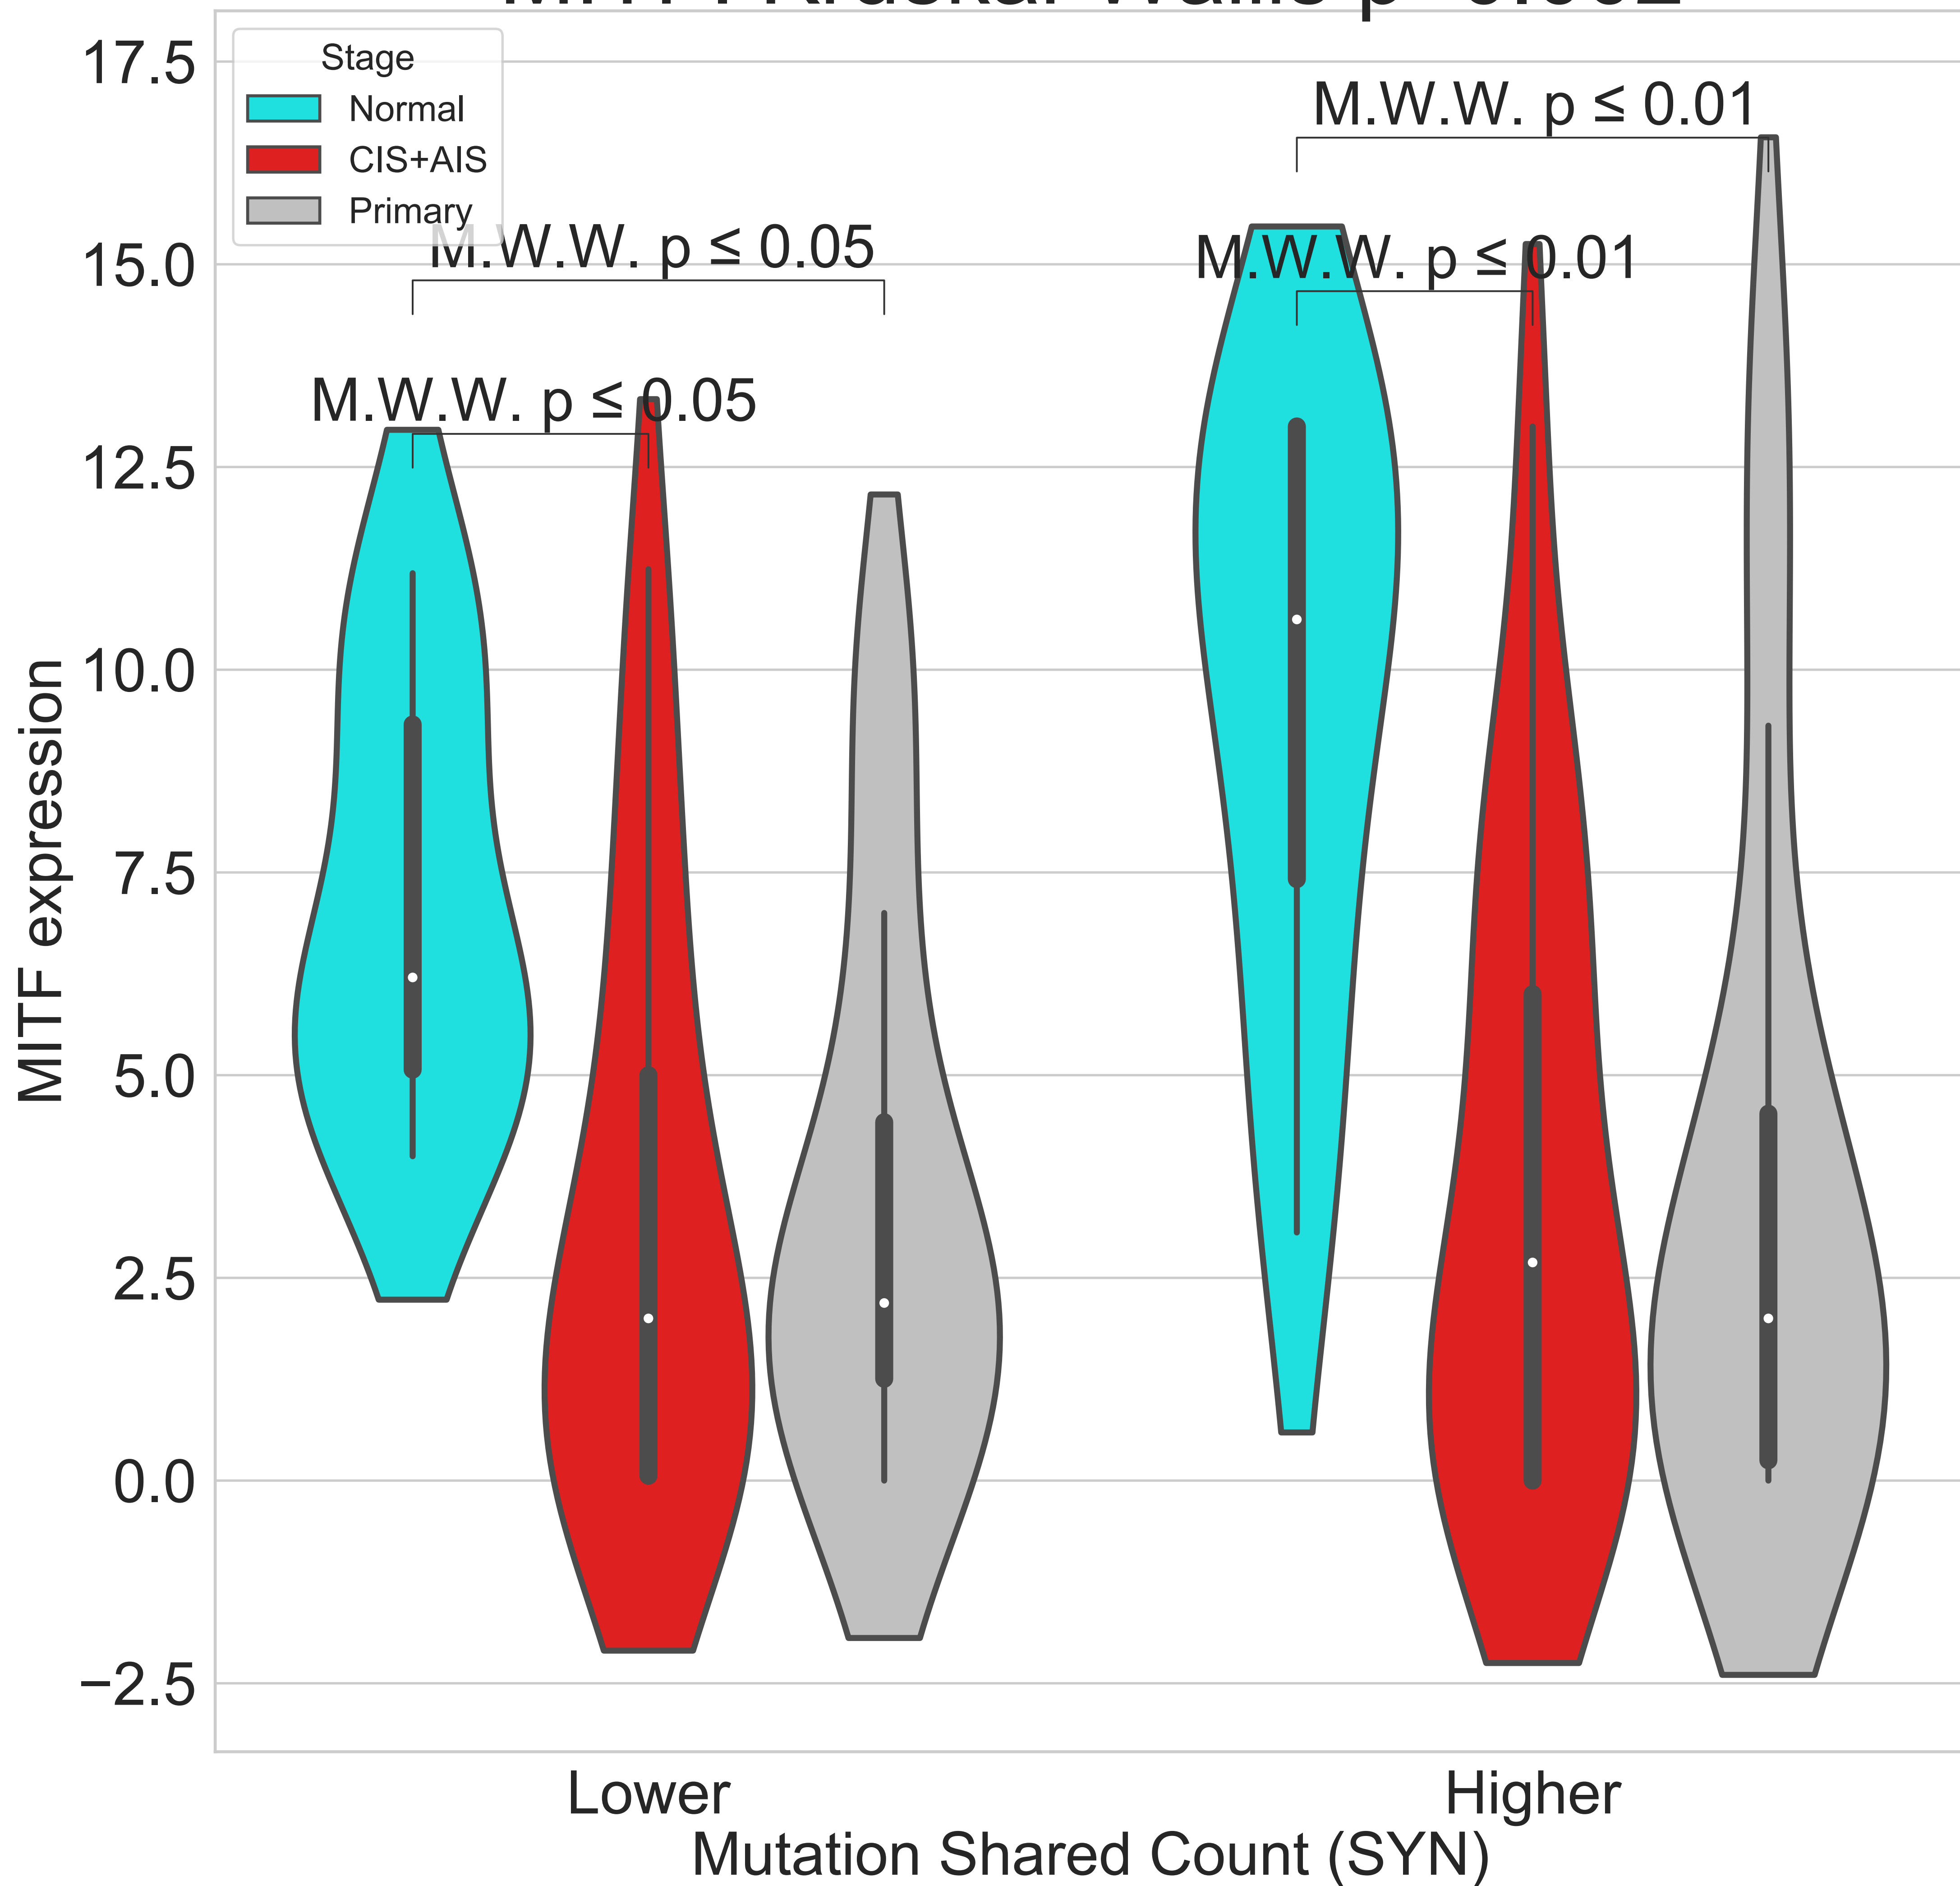 17.5
15.0
12.5
10.0
7.5
5.0
2.5
0.0
−2.5
MITF expression
Stage
Normal
CIS+AIS
Primary
M.W.W. p ≤ 0.01
M.W.W. p ≤ 0.05
M.W.W. p ≤ 0.01
M.W.W. p ≤ 0.05
Lower
Higher
Mutation Shared Count (SYN)